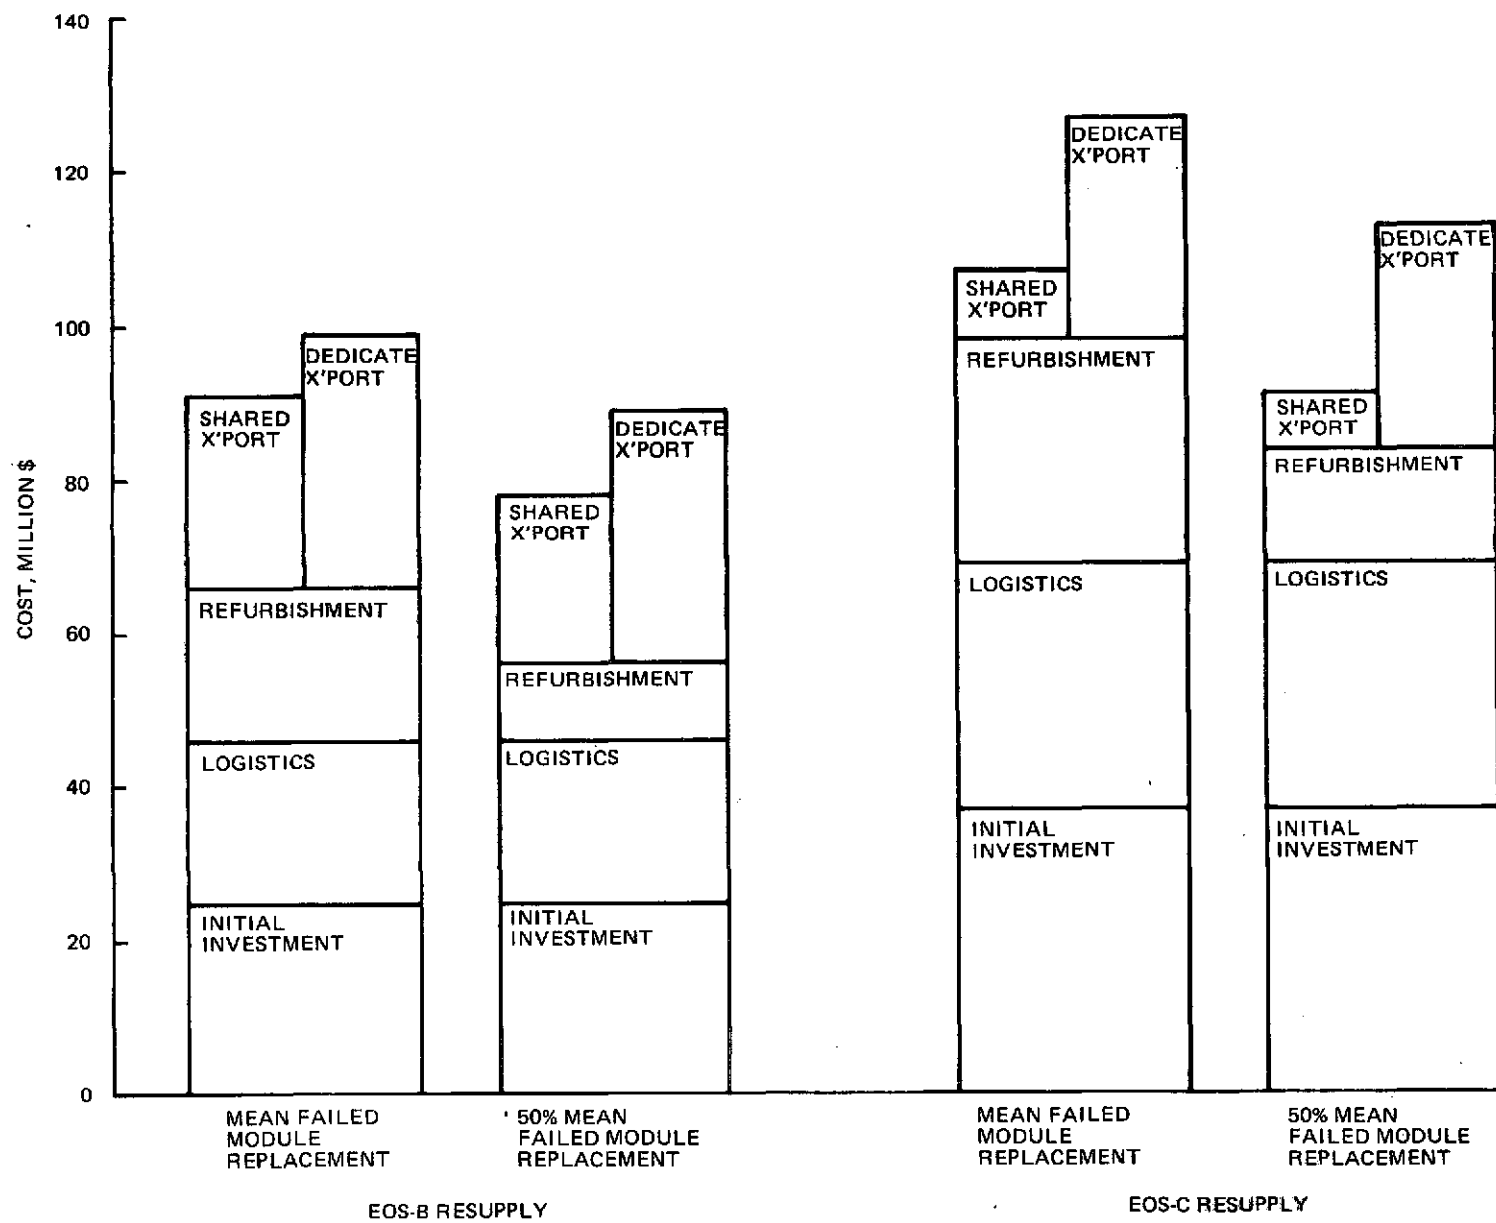 140
120
100
80
60
40
20
0
COST, MILLION $
SHARED
X'PORT
DEDICATE
X'PORT
REFURBISHMENT
LOGISTICS
INITIAL
INVESTMENT
MEAN FAILED
MODULE
REPLACEMENT
SHARED
X'PORT
DEDICATE
X'PORT
REFURBISHMENT
LOGISTICS
INITIAL
INVESTMENT
50% MEAN
FAILED MODULE
REPLACEMENT
EOS-B RESUPPLY
SHARED
X'PORT
DEDICATE
X'PORT
REFURBISHMENT
LOGISTICS
INITIAL
INVESTMENT
MEAN FAILED
MODULE
REPLACEMENT
SHARED
X'PORT
DEDICATE
X'PORT
REFURBISHMENT
LOGISTICS
INITIAL
INVESTMENT
50% MEAN
FAILED MODULE
REPLACEMENT
EOS-C RESUPPLY